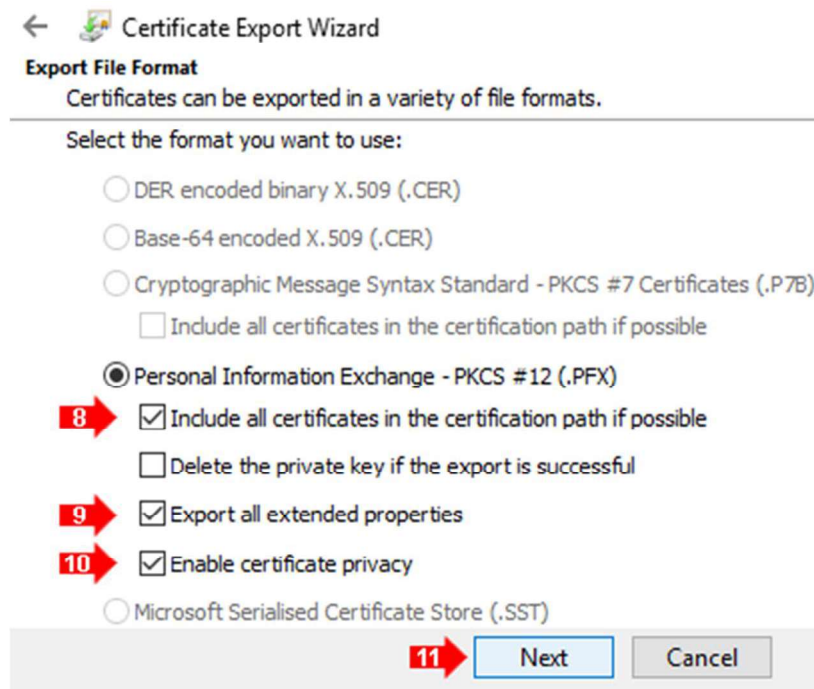 Certificate Export Wizard
Export File Format
Certificates can be exported in a variety of file formats.
Select the format you want to use:
DER encoded binary X.509 (.CER)
Base-64 encoded X.509 (.CER)
Cryptographic Message Syntax Standard - PKCS #7 Certificates (.P7B)
Include all certificates in the certification path if possible
Personal Information Exchange - PKCS #12 (.PFX)
8 Include all certificates in the certification path if possible
Delete the private key if the export is successful
9 Export all extended properties
10 Enable certificate privacy
Microsoft Serialised Certificate Store (.SST)
11 Next Cancel